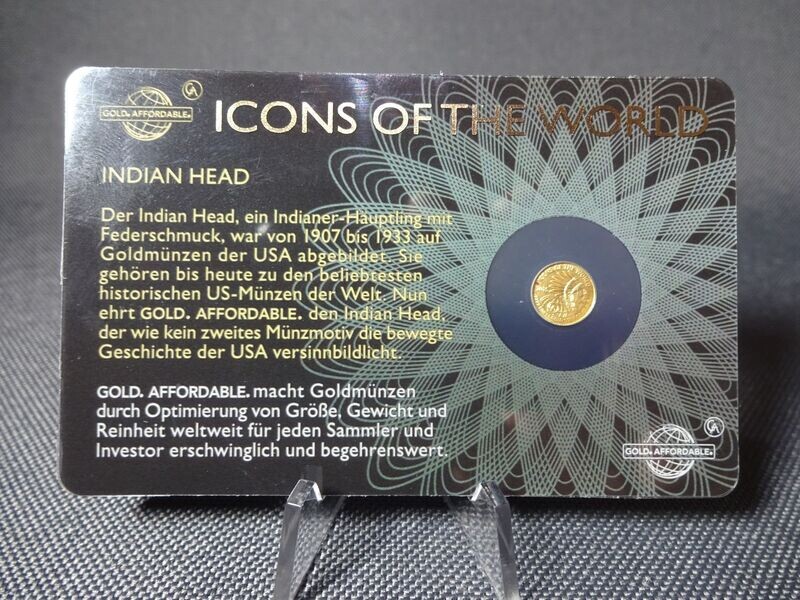 GOLD. AFFORDABLE.
GA
ICONS OF THE WORLD
INDIAN HEAD
Der Indian Head, ein Indianer-Häuptling mit
Federschmuck, war von 1907 bis 1933 auf
Goldmünzen der USA abgebildet. Sie
gehören bis heute zu den beliebtesten
historischen US-Münzen der Welt. Nun
ehrt GOLD. AFFORDABLE. den Indian Head,
der wie kein zweites Münzmotiv die bewegte
Geschichte der USA versinnbildlicht.
GOLD. AFFORDABLE. macht Goldmünzen
durch Optimierung von Größe, Gewicht und
Reinheit weltweit für jeden Sammler und
Investor erschwinglich und begehrenswert.
GA
GOLD. AFFORDABLE.